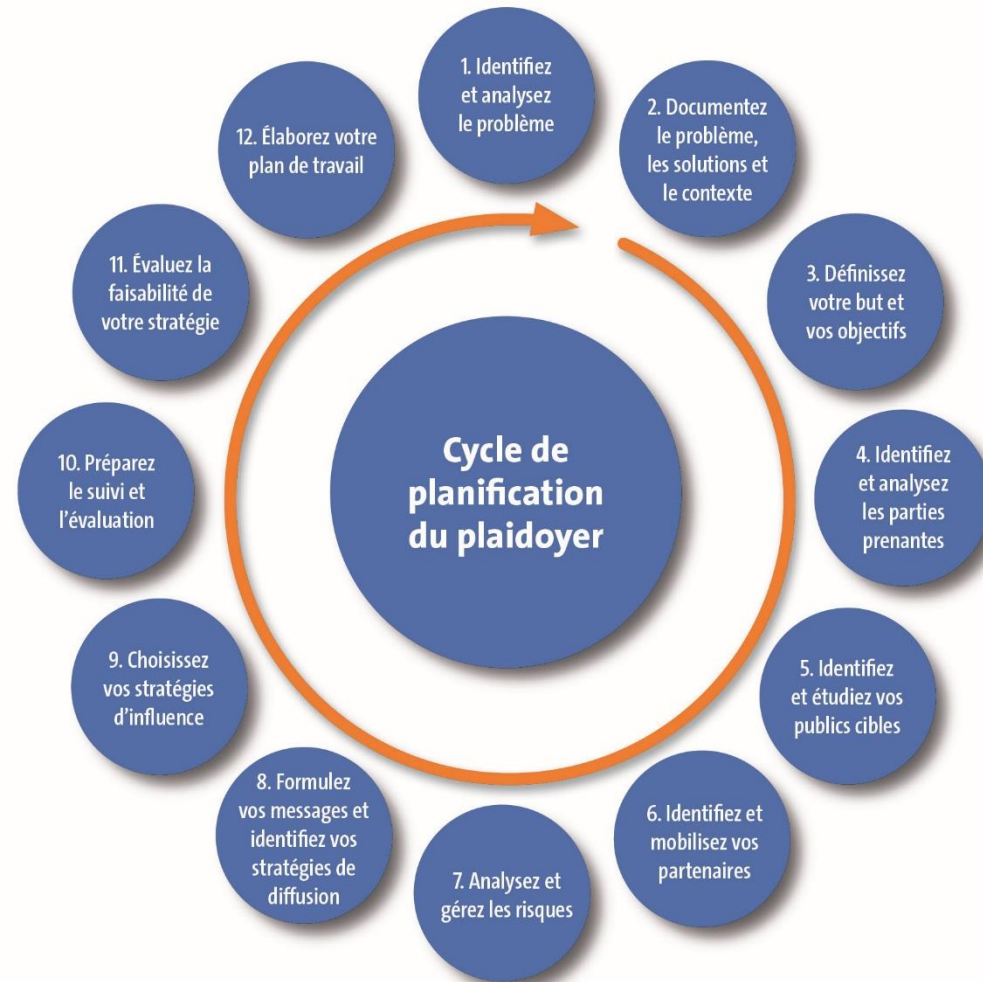 1. Identifiez
et analysez
le problème
2. Documentez
le problème,
les solutions et
le contexte
3. Définissez
votre but et
vos objectifs
4. Identifiez
et analysez
les parties
prenantes
5. Identifiez
et étudiez vos
publics cibles
6. Identifiez et
mobilisez vos
partenaires
7. Analysez et
gérez les risques
8. Formulez
vos messages et
identifiez vos
stratégies de
diffusion
9. Choisissez
vos stratégies
d’influence
10. Préparez
le suivi et
l’évaluation
11. Évaluez la
faisabilité de
votre stratégie
12. Élaborez votre
plan de travail
Cycle de
planification
du plaidoyer